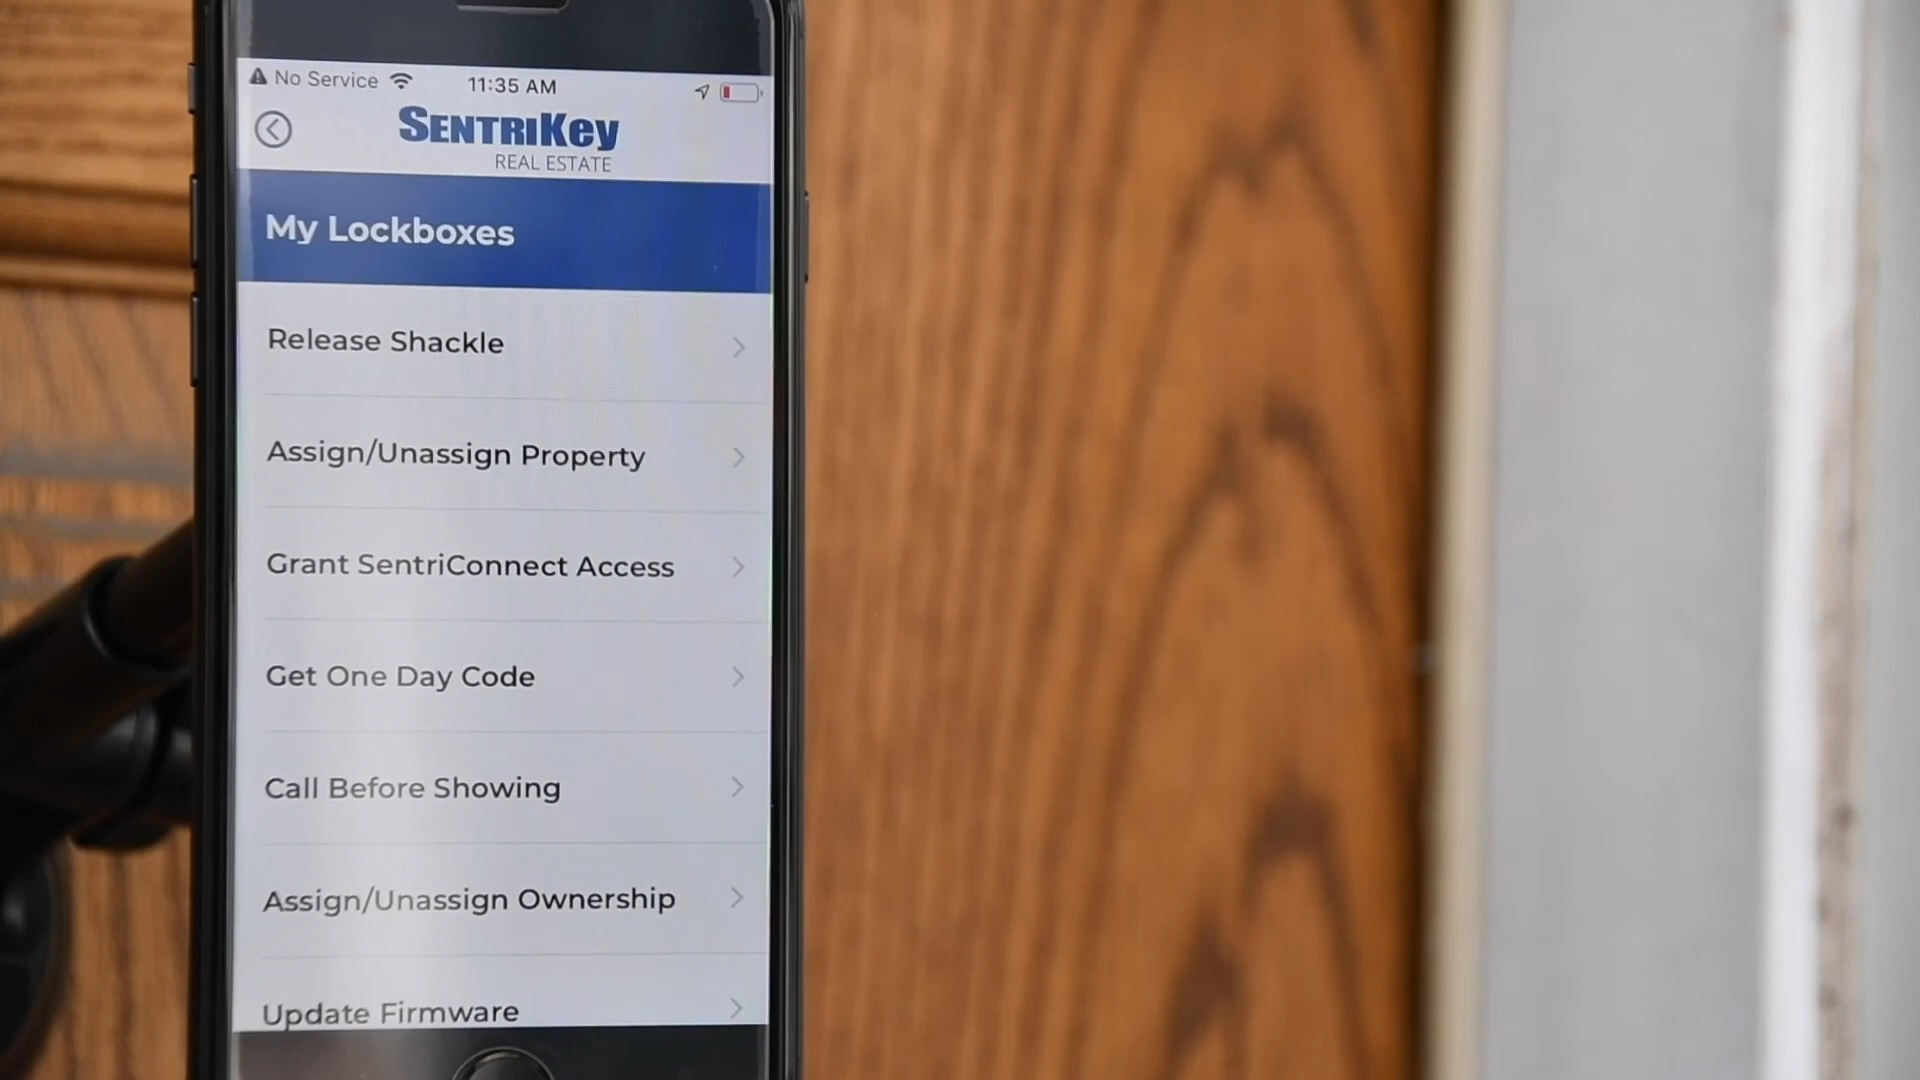 No Service 11:35 AM
SENTRIKey
REAL ESTATE
My Lockboxes
Release Shackle
Assign/Unassign Property
Grant SentriConnect Access
Get One Day Code
Call Before Showing
Assign/Unassign Ownership
Update Firmware